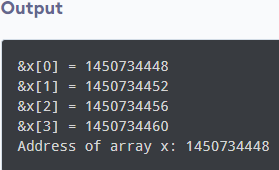 Output
&x[0] = 1450734448
&x[1] = 1450734452
&x[2] = 1450734456
&x[3] = 1450734460
Address of array x: 1450734448